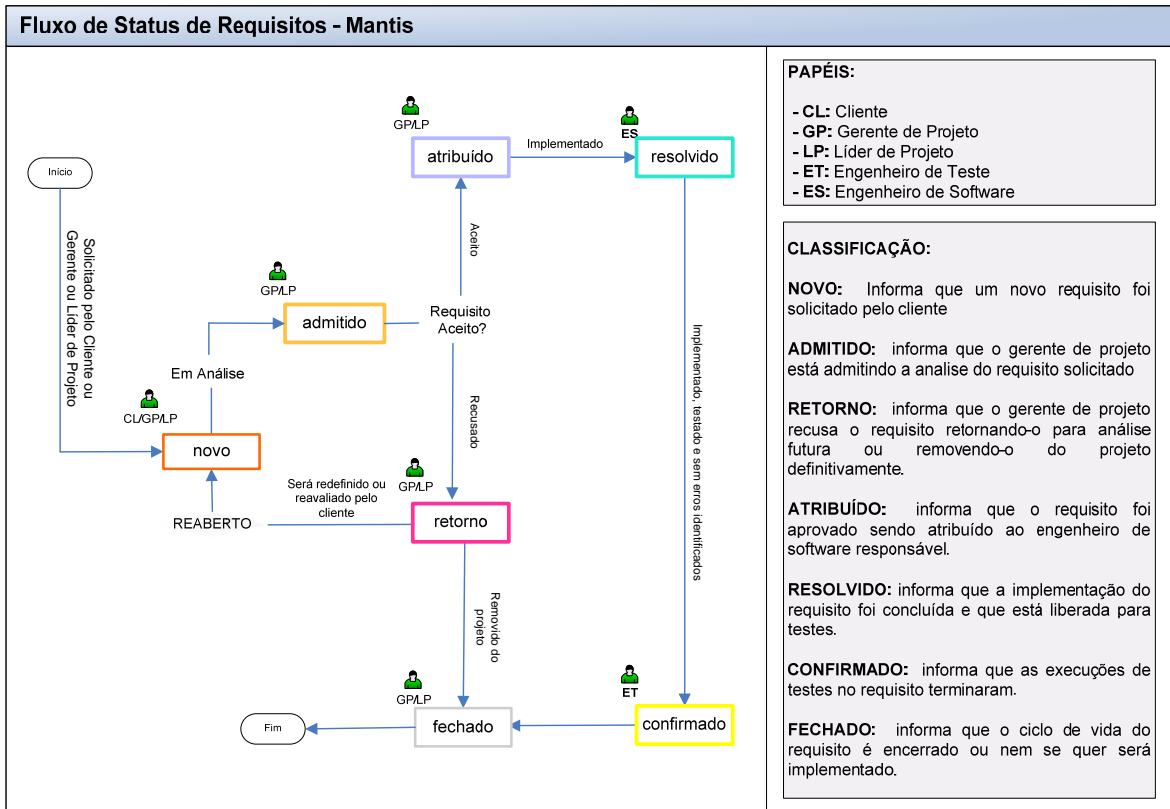 Fluxo de Status de Requisitos - Mantis
Início
Solicitado pelo Cliente ou
Gerente ou Líder de Projeto
CL/GP/LP
novo
Em Análise
GP/LP
admitido
Requisito
Aceito?
Aceito
GP/LP
atribuído
Implementado
ES
resolvido
Implementado, testado e sem erros identificados
Recusado
GP/LP
retorno
Será redefinido ou
reavaliado pelo
cliente
REABERTO
Removido do
projeto
GP/LP
fechado
ET
confirmado
Fim
PAPÉIS:
- CL: Cliente
- GP: Gerente de Projeto
- LP: Líder de Projeto
- ET: Engenheiro de Teste
- ES: Engenheiro de Software
CLASSIFICAÇÃO:
NOVO: Informa que um novo requisito foi
solicitado pelo cliente
ADMITIDO: informa que o gerente de projeto
está admitindo a analise do requisito solicitado
RETORNO: informa que o gerente de projeto
recusa o requisito retornando-o para análise
futura ou removendo-o do projeto
definitivamente.
ATRIBUÍDO: informa que o requisito foi
aprovado sendo atribuído ao engenheiro de
software responsável.
RESOLVIDO: informa que a implementação do
requisito foi concluída e que está liberada para
testes.
CONFIRMADO: informa que as execuções de
testes no requisito terminaram.
FECHADO: informa que o ciclo de vida do
requisito é encerrado ou nem se quer será
implementado.